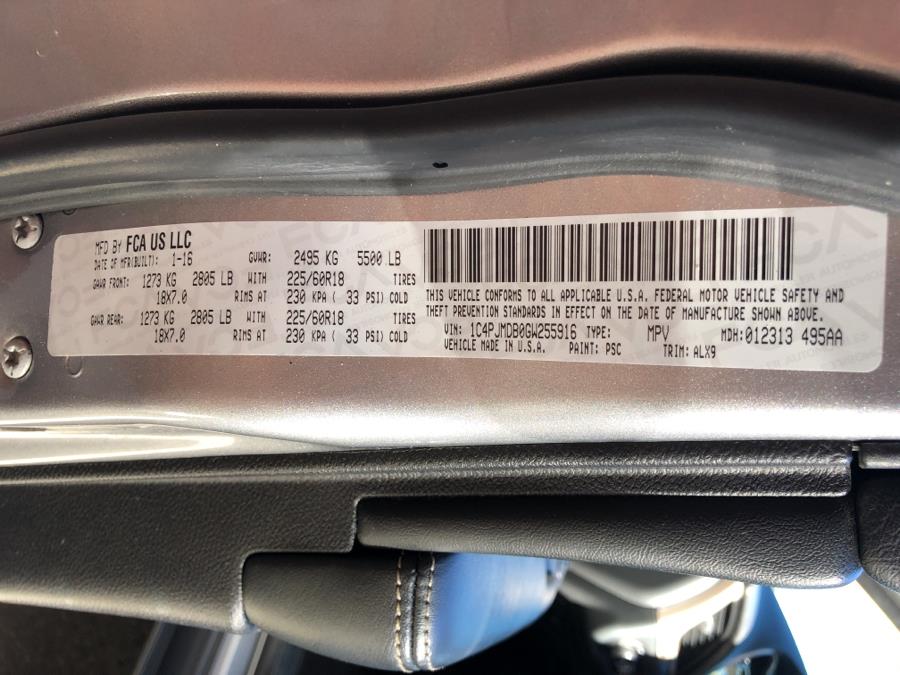 MFD BY FCA US LLC
DATE OF MFR(BUILT): 1-16 GVWR: 2495 KG 5500 LB
GAWR FRONT: 1273 KG 2805 LB WITH 225/60R18 TIRES
18X7.0 RIMS AT 230 KPA ( 33 PSI) COLD
GAWR REAR: 1273 KG 2805 LB WITH 225/60R18 TIRES
18X7.0 RIMS AT 230 KPA ( 33 PSI) COLD
THIS VEHICLE CONFORMS TO ALL APPLICABLE U.S.A. FEDERAL MOTOR VEHICLE SAFETY AND
THEFT PREVENTION STANDARDS IN EFFECT ON THE DATE OF MANUFACTURE SHOWN ABOVE.
VIN: 1C4PJMDB0GW255916 TYPE: MPV MDH: 012313 495AA
VEHICLE MADE IN U.S.A. PAINT: PSC TRIM: ALX9